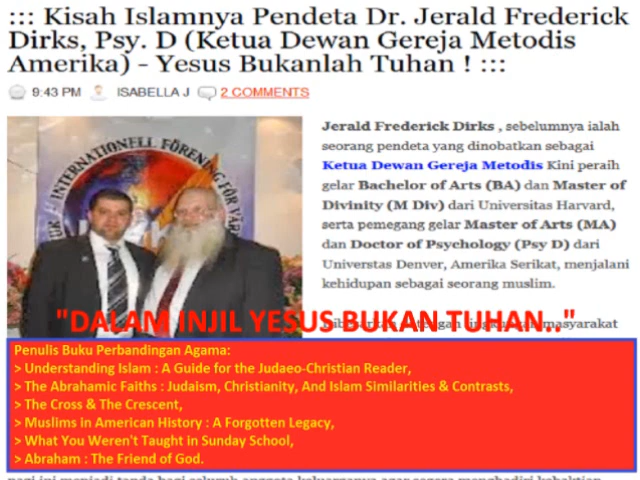 ::: Kisah Islamnya Pendeta Dr. Jerald Frederick
Dirks, Psy. D (Ketua Dewan Gereja Metodis
Amerika) - Yesus Bukanlah Tuhan ! :::
9:43 PM ISABELLA J 2 COMMENTS
INTERNATIONELL FÖRENING FÖR VÅR
Jerald Frederick Dirks , sebelumnya ialah
seorang pendeta yang dinobatkan sebagai
Ketua Dewan Gereja Metodis Kini peraih
gelar Bachelor of Arts (BA) dan Master of
Divinity (M Div) dari Universitas Harvard,
serta pemegang gelar Master of Arts (MA)
dan Doctor of Psychology (Psy D) dari
Universtas Denver, Amerika Serikat, menjalani
kehidupan sebagai seorang muslim.
masyarakat
"DALAM INJIL YESUS BUKAN TUHAN.."
Penulis Buku Perbandingan Agama:
> Understanding Islam : A Guide for the Judaeo-Christian Reader,
> The Abrahamic Faiths : Judaism, Christianity, And Islam Similarities & Contrasts,
> The Cross & The Crescent,
> Muslims in American History : A Forgotten Legacy,
> What You Weren't Taught in Sunday School,
> Abraham : The Friend of God.